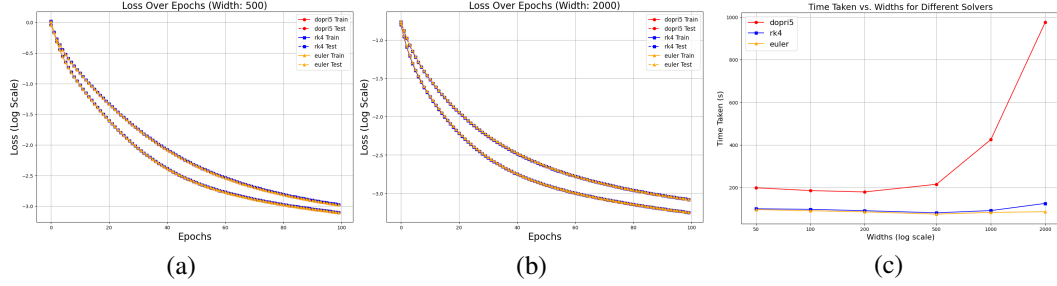 Loss Over Epochs (Width: 500)
dopri5 Train
dopri5 Test
rk4 Train
rk4 Test
euler Train
euler Test
Loss (Log Scale)
0.0
−0.5
−1.0
−1.5
−2.0
−2.5
−3.0
0 20 40 60 80 100
Epochs
(a)
Loss Over Epochs (Width: 2000)
dopri5 Train
dopri5 Test
rk4 Train
rk4 Test
euler Train
euler Test
Loss (Log Scale)
−1.0
−1.5
−2.0
−2.5
−3.0
0 20 40 60 80 100
Epochs
(b)
Time Taken vs. Widths for Different Solvers
dopri5
rk4
euler
Time Taken (s)
1000
800
600
400
200
50 100 200 500 1000 2000
Widths (log scale)
(c)